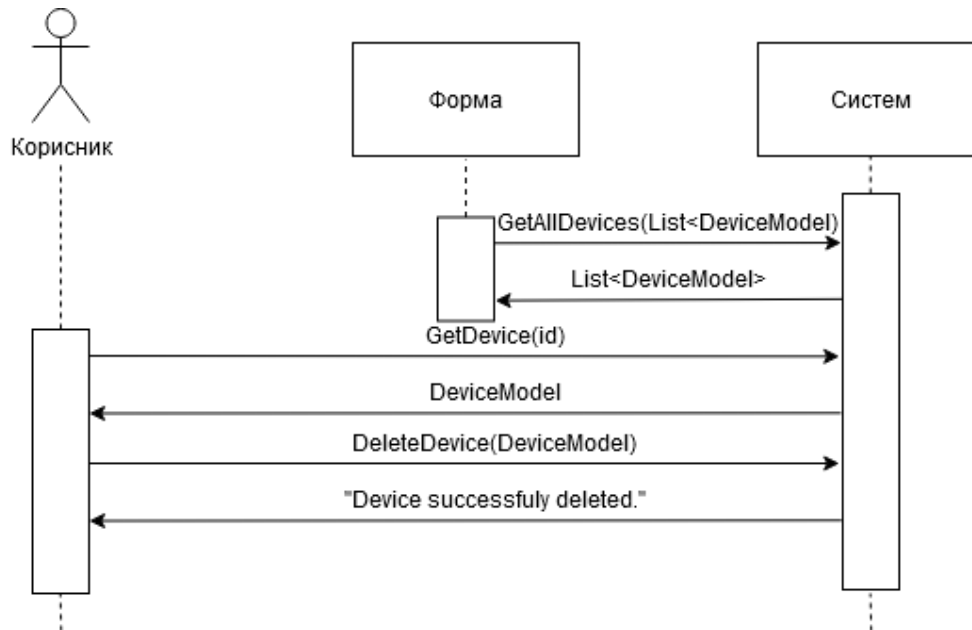 Форма
Систем
Корисник
GetAllDevices(List<DeviceModel)
List<DeviceModel>
GetDevice(id)
DeviceModel
DeleteDevice(DeviceModel)
"Device successfuly deleted."